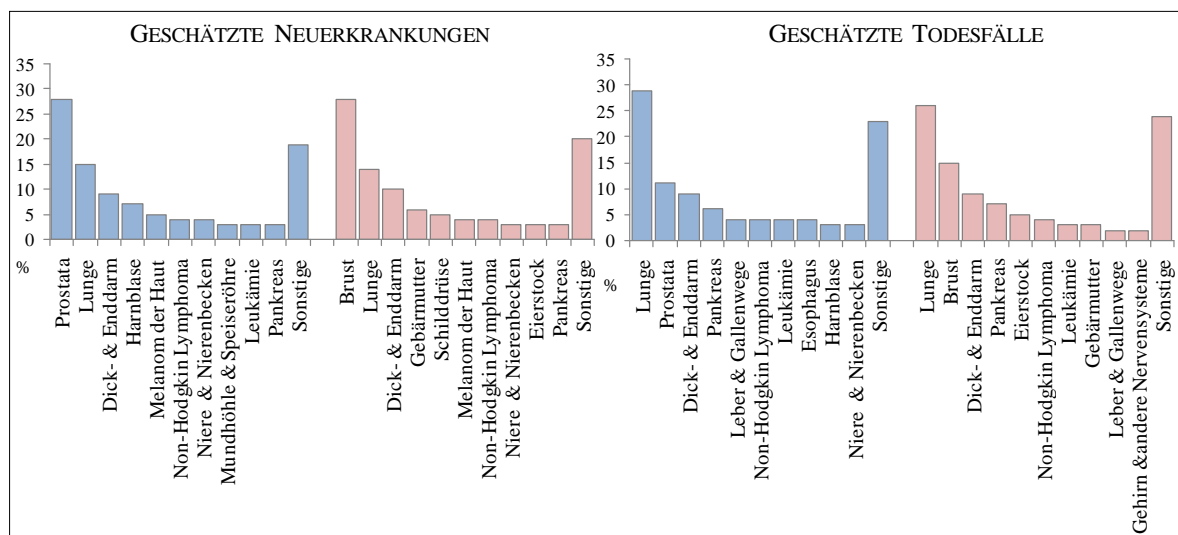 GESCHÄTZTE NEUERKRANKUNGEN
35
30
25
20
15
10
5
0
%
Prostata
Lunge
Dick- & Enddarm
Harnblase
Melanom der Haut
Non-Hodgkin Lymphoma
Niere & Nierenbecken
Mundhöhle & Speiseröhre
Leukämie
Pankreas
Sonstige
Brust
Lunge
Dick- & Enddarm
Gebärmutter
Schilddrüse
Melanom der Haut
Non-Hodgkin Lymphoma
Niere & Nierenbecken
Eierstock
Pankreas
Sonstige
GESCHÄTZTE TODESFÄLLE
35
30
25
20
15
10
5
0
%
Lunge
Prostata
Dick- & Enddarm
Pankreas
Leber & Gallenwege
Non-Hodgkin Lymphoma
Leukämie
Esophagus
Harnblase
Niere & Nierenbecken
Sonstige
Lunge
Brust
Dick- & Enddarm
Pankreas
Eierstock
Non-Hodgkin Lymphoma
Leukämie
Gebärmutter
Leber & Gallenwege
Gehirn &andere Nervensysteme
Sonstige